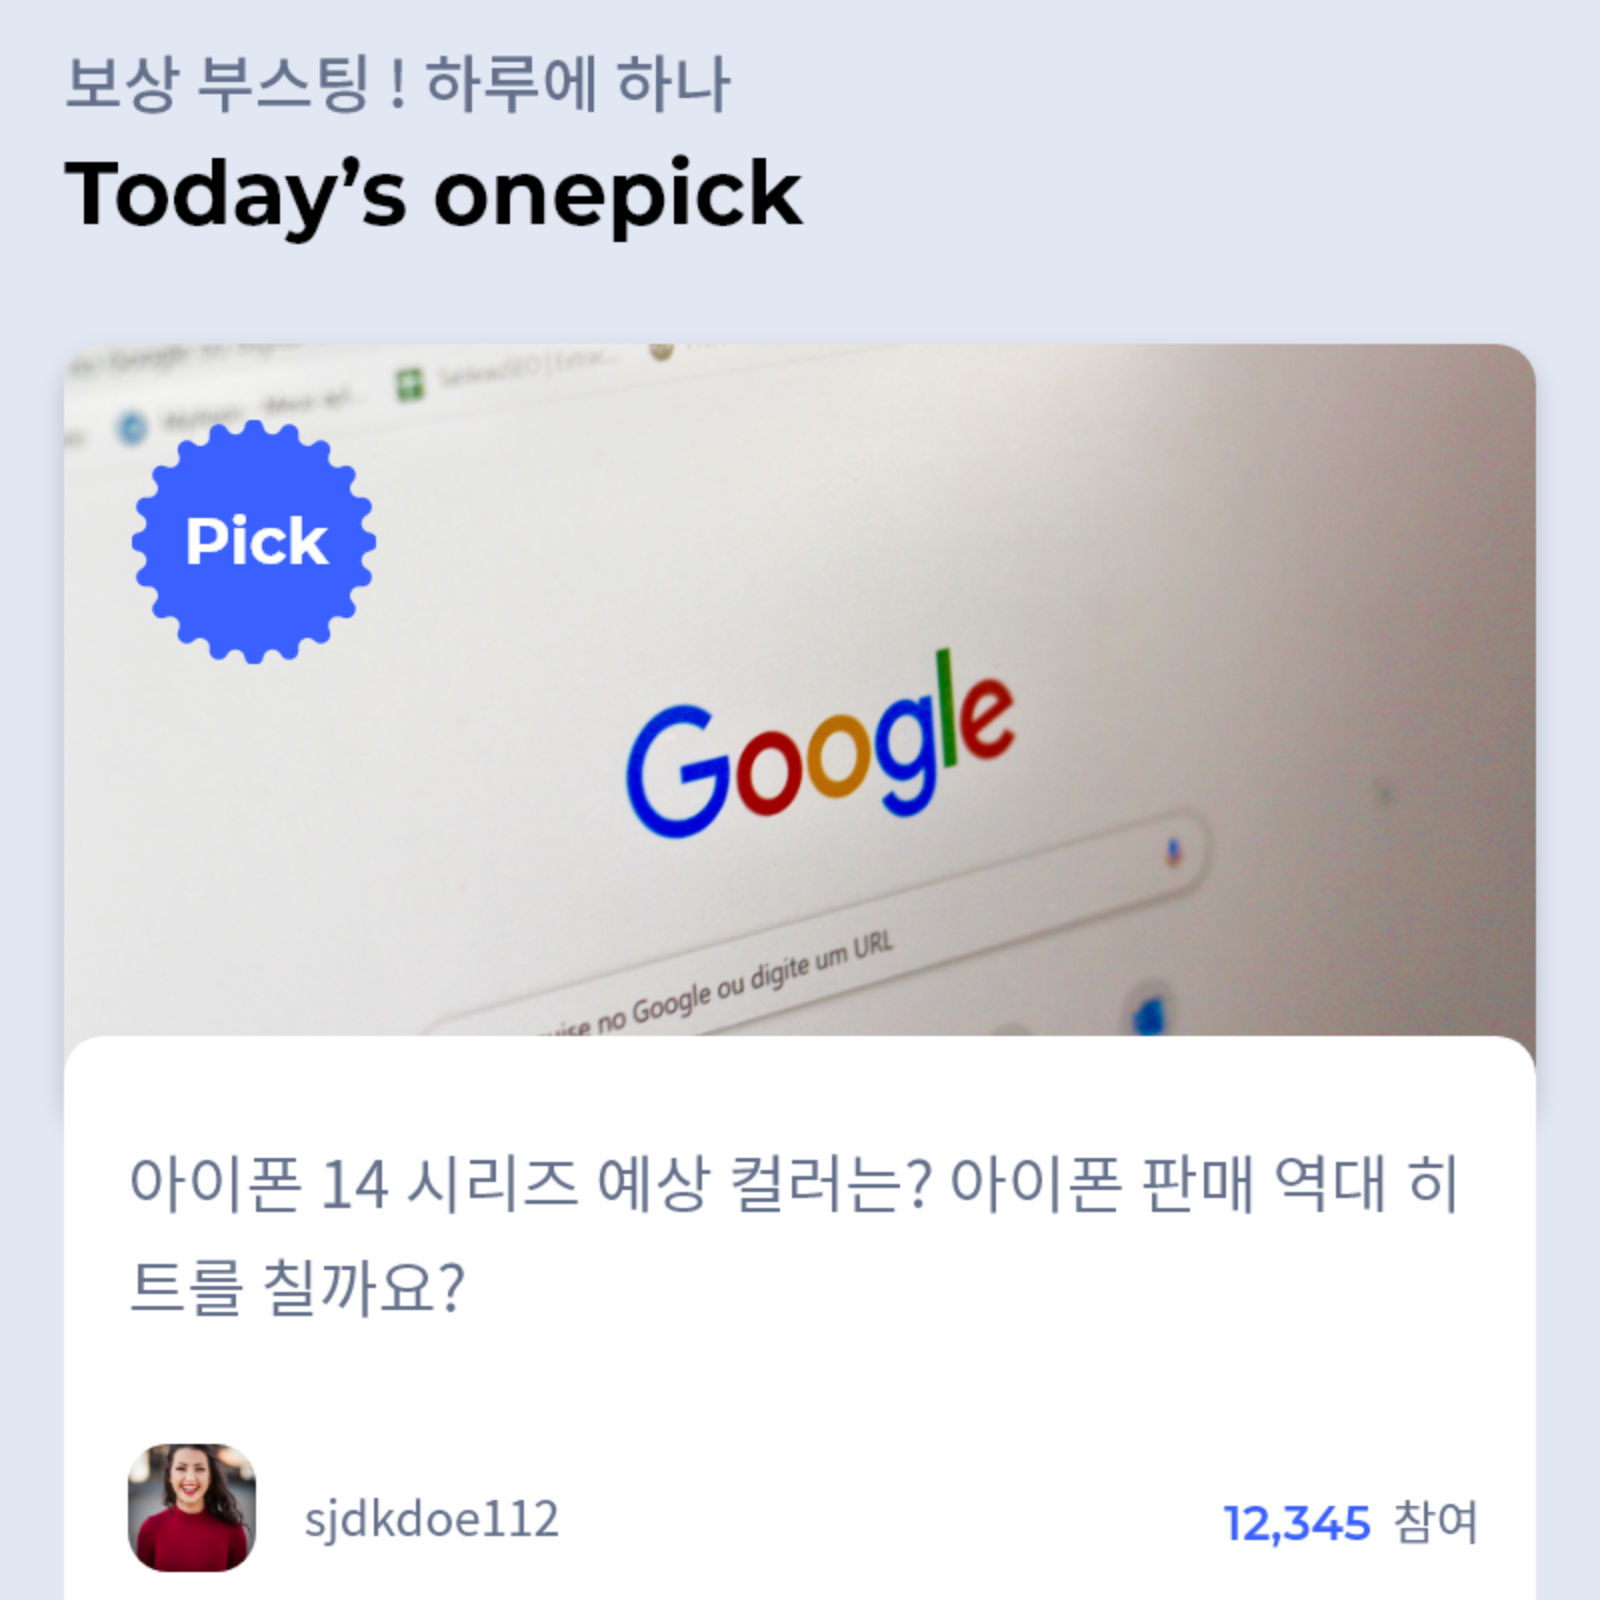 보상 부스팅 ! 하루에 하나
Today’s onepick
Pick
Google
no Google ou digite um URL
아이폰 14 시리즈 예상 컬러는? 아이폰 판매 역대 히
트를 칠까요?
sjdkdoe112
12,345 참여